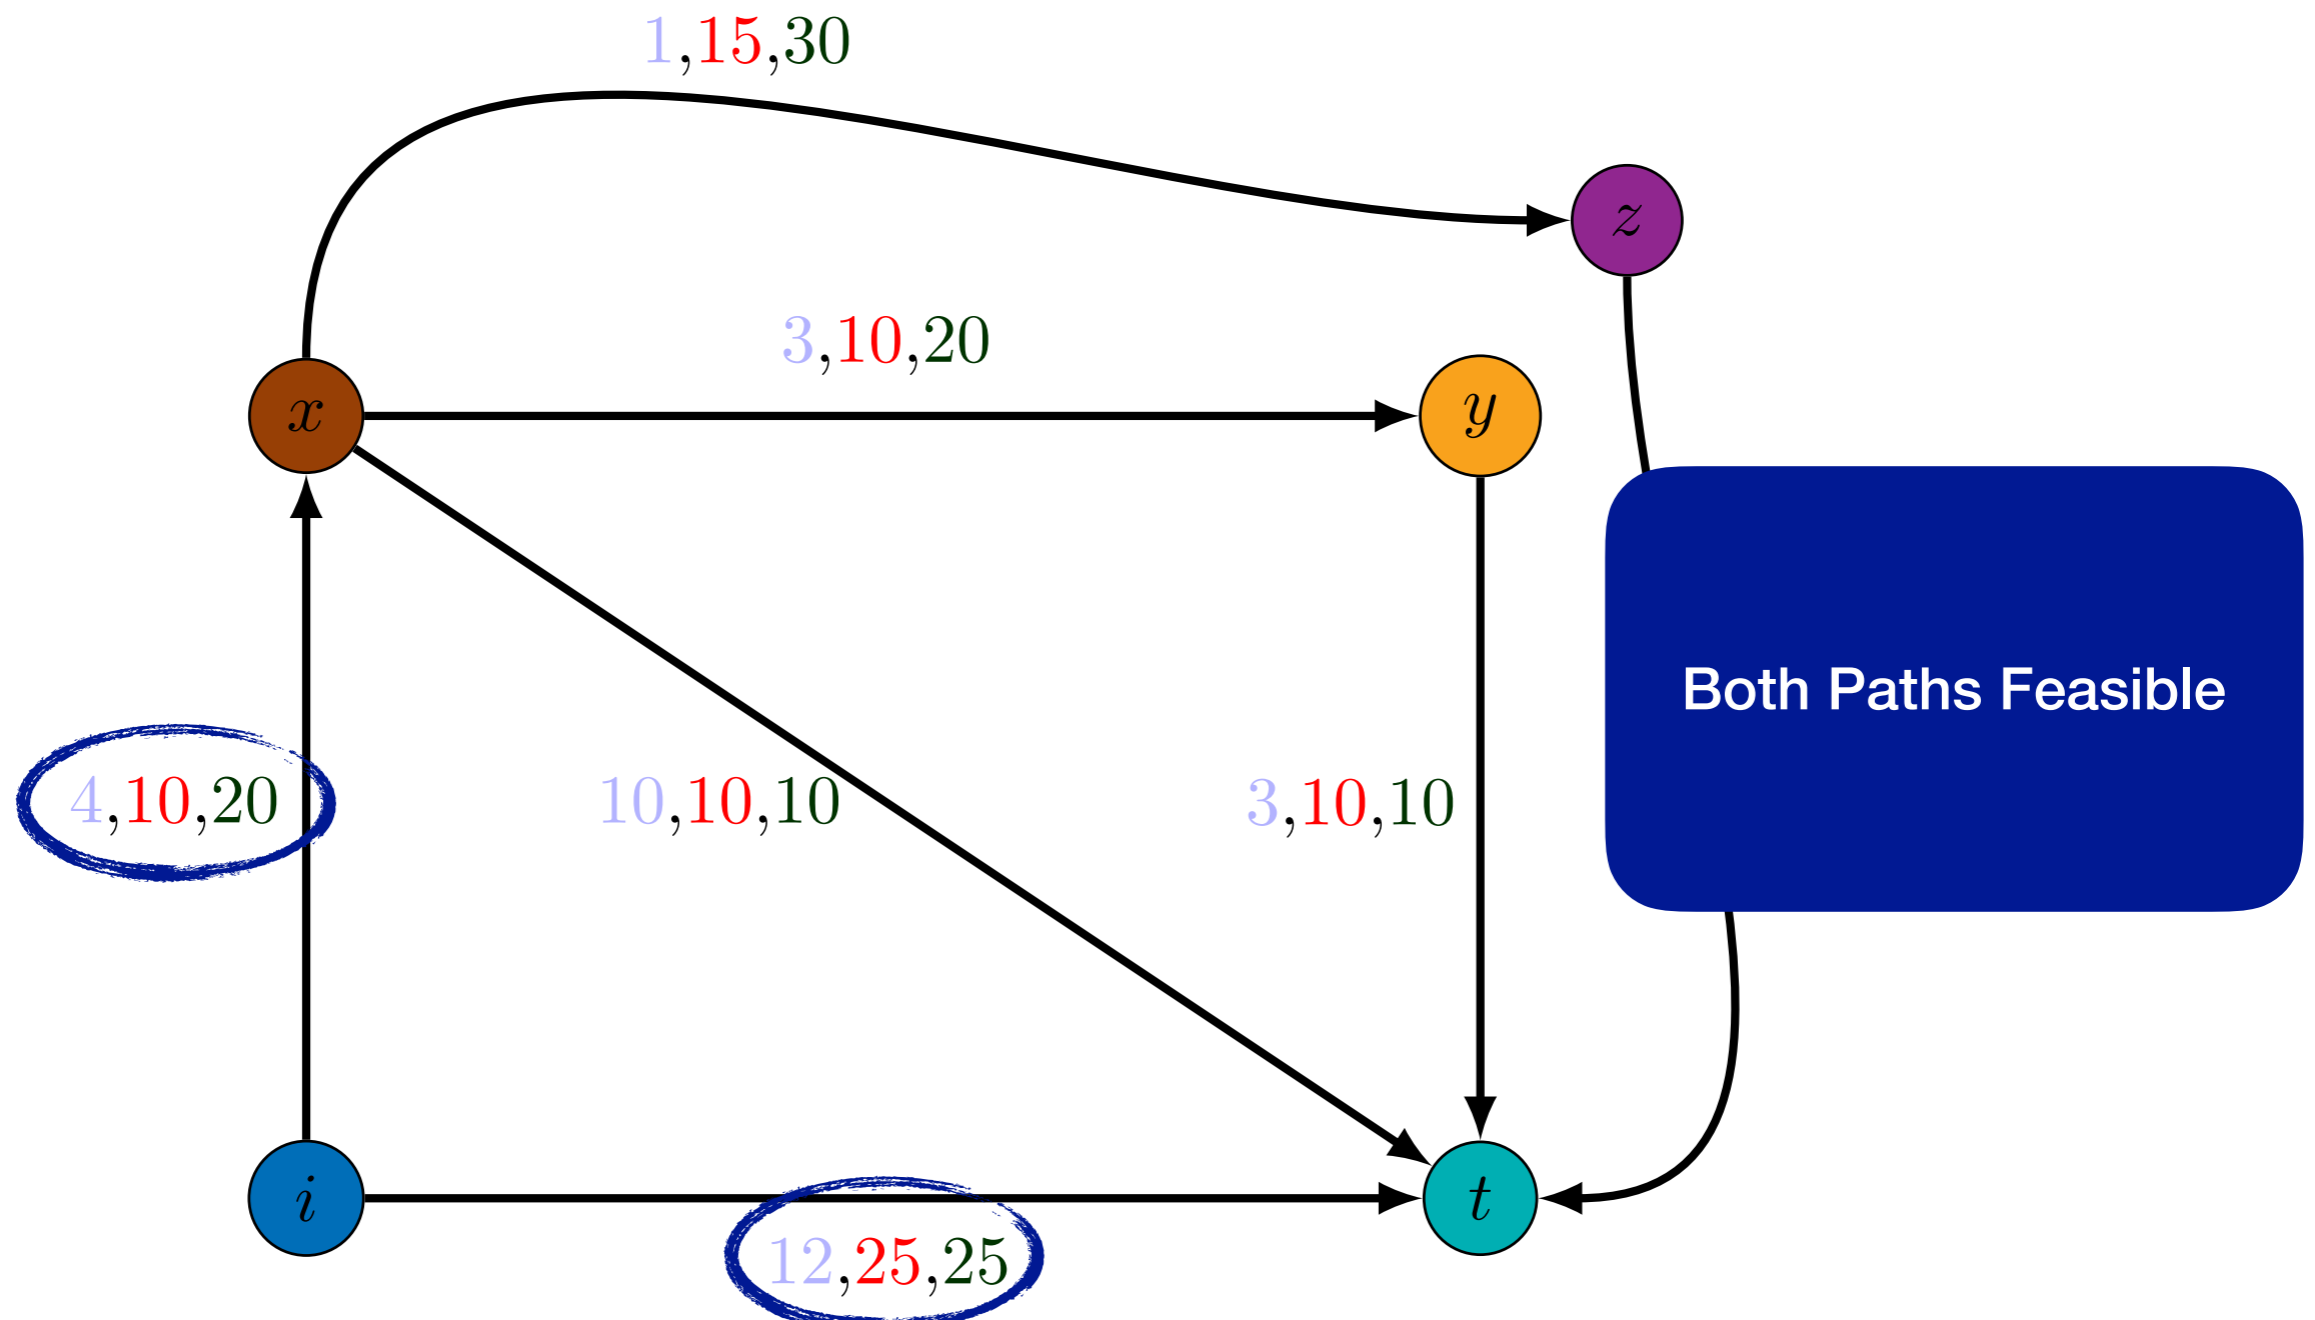 1,15,30
z
3,10,20
x
y
Both Paths Feasible
4,10,20
10,10,10
3,10,10
i
t
12,25,25